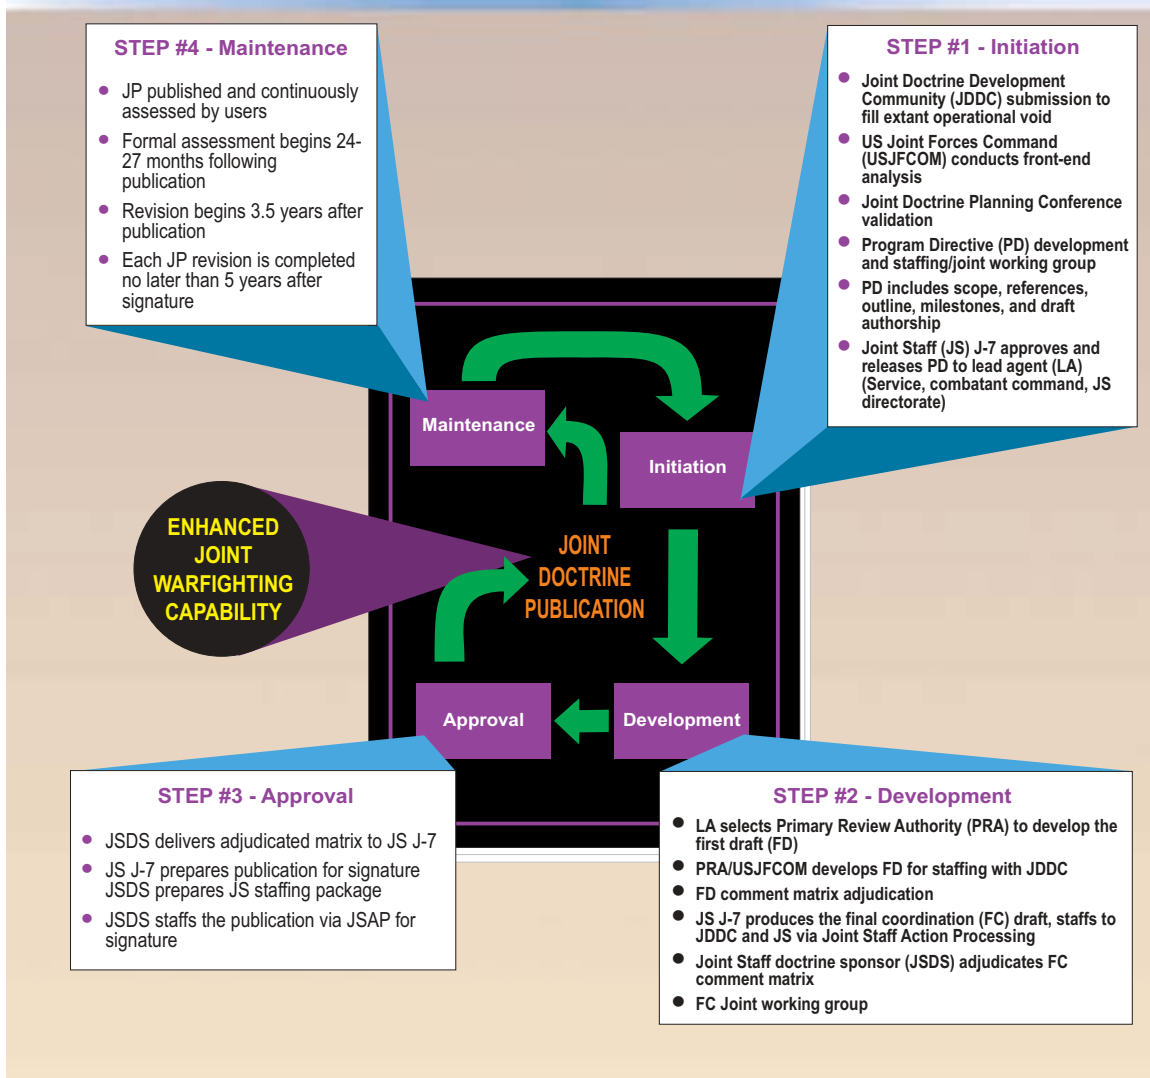 STEP #4 - Maintenance
JP published and continuously
assessed by users
Formal assessment begins 24-
27 months following
publication
Revision begins 3.5 years after
publication
Each JP revision is completed
no later than 5 years after
signature
STEP #1 - Initiation
Joint Doctrine Development
Community (JDDC) submission to
fill extant operational void
US Joint Forces Command
(USJFCOM) conducts front-end
analysis
Joint Doctrine Planning Conference
validation
Program Directive (PD) development
and staffing/joint working group
PD includes scope, references,
outline, milestones, and draft
authorship
Joint Staff (JS) J-7 approves and
releases PD to lead agent (LA)
(Service, combatant command, JS
directorate)
Maintenance
Initiation
ENHANCED
JOINT
WARFIGHTING
CAPABILITY
JOINT
DOCTRINE
PUBLICATION
Approval
Development
STEP #3 - Approval
JSDS delivers adjudicated matrix to JS J-7
JS J-7 prepares publication for signature
JSDS prepares JS staffing package
JSDS staffs the publication via JSAP for
signature
STEP #2 - Development
LA selects Primary Review Authority (PRA) to develop the
first draft (FD)
PRA/USJFCOM develops FD for staffing with JDDC
FD comment matrix adjudication
JS J-7 produces the final coordination (FC) draft, staffs to
JDDC and JS via Joint Staff Action Processing
Joint Staff doctrine sponsor (JSDS) adjudicates FC
comment matrix
FC Joint working group